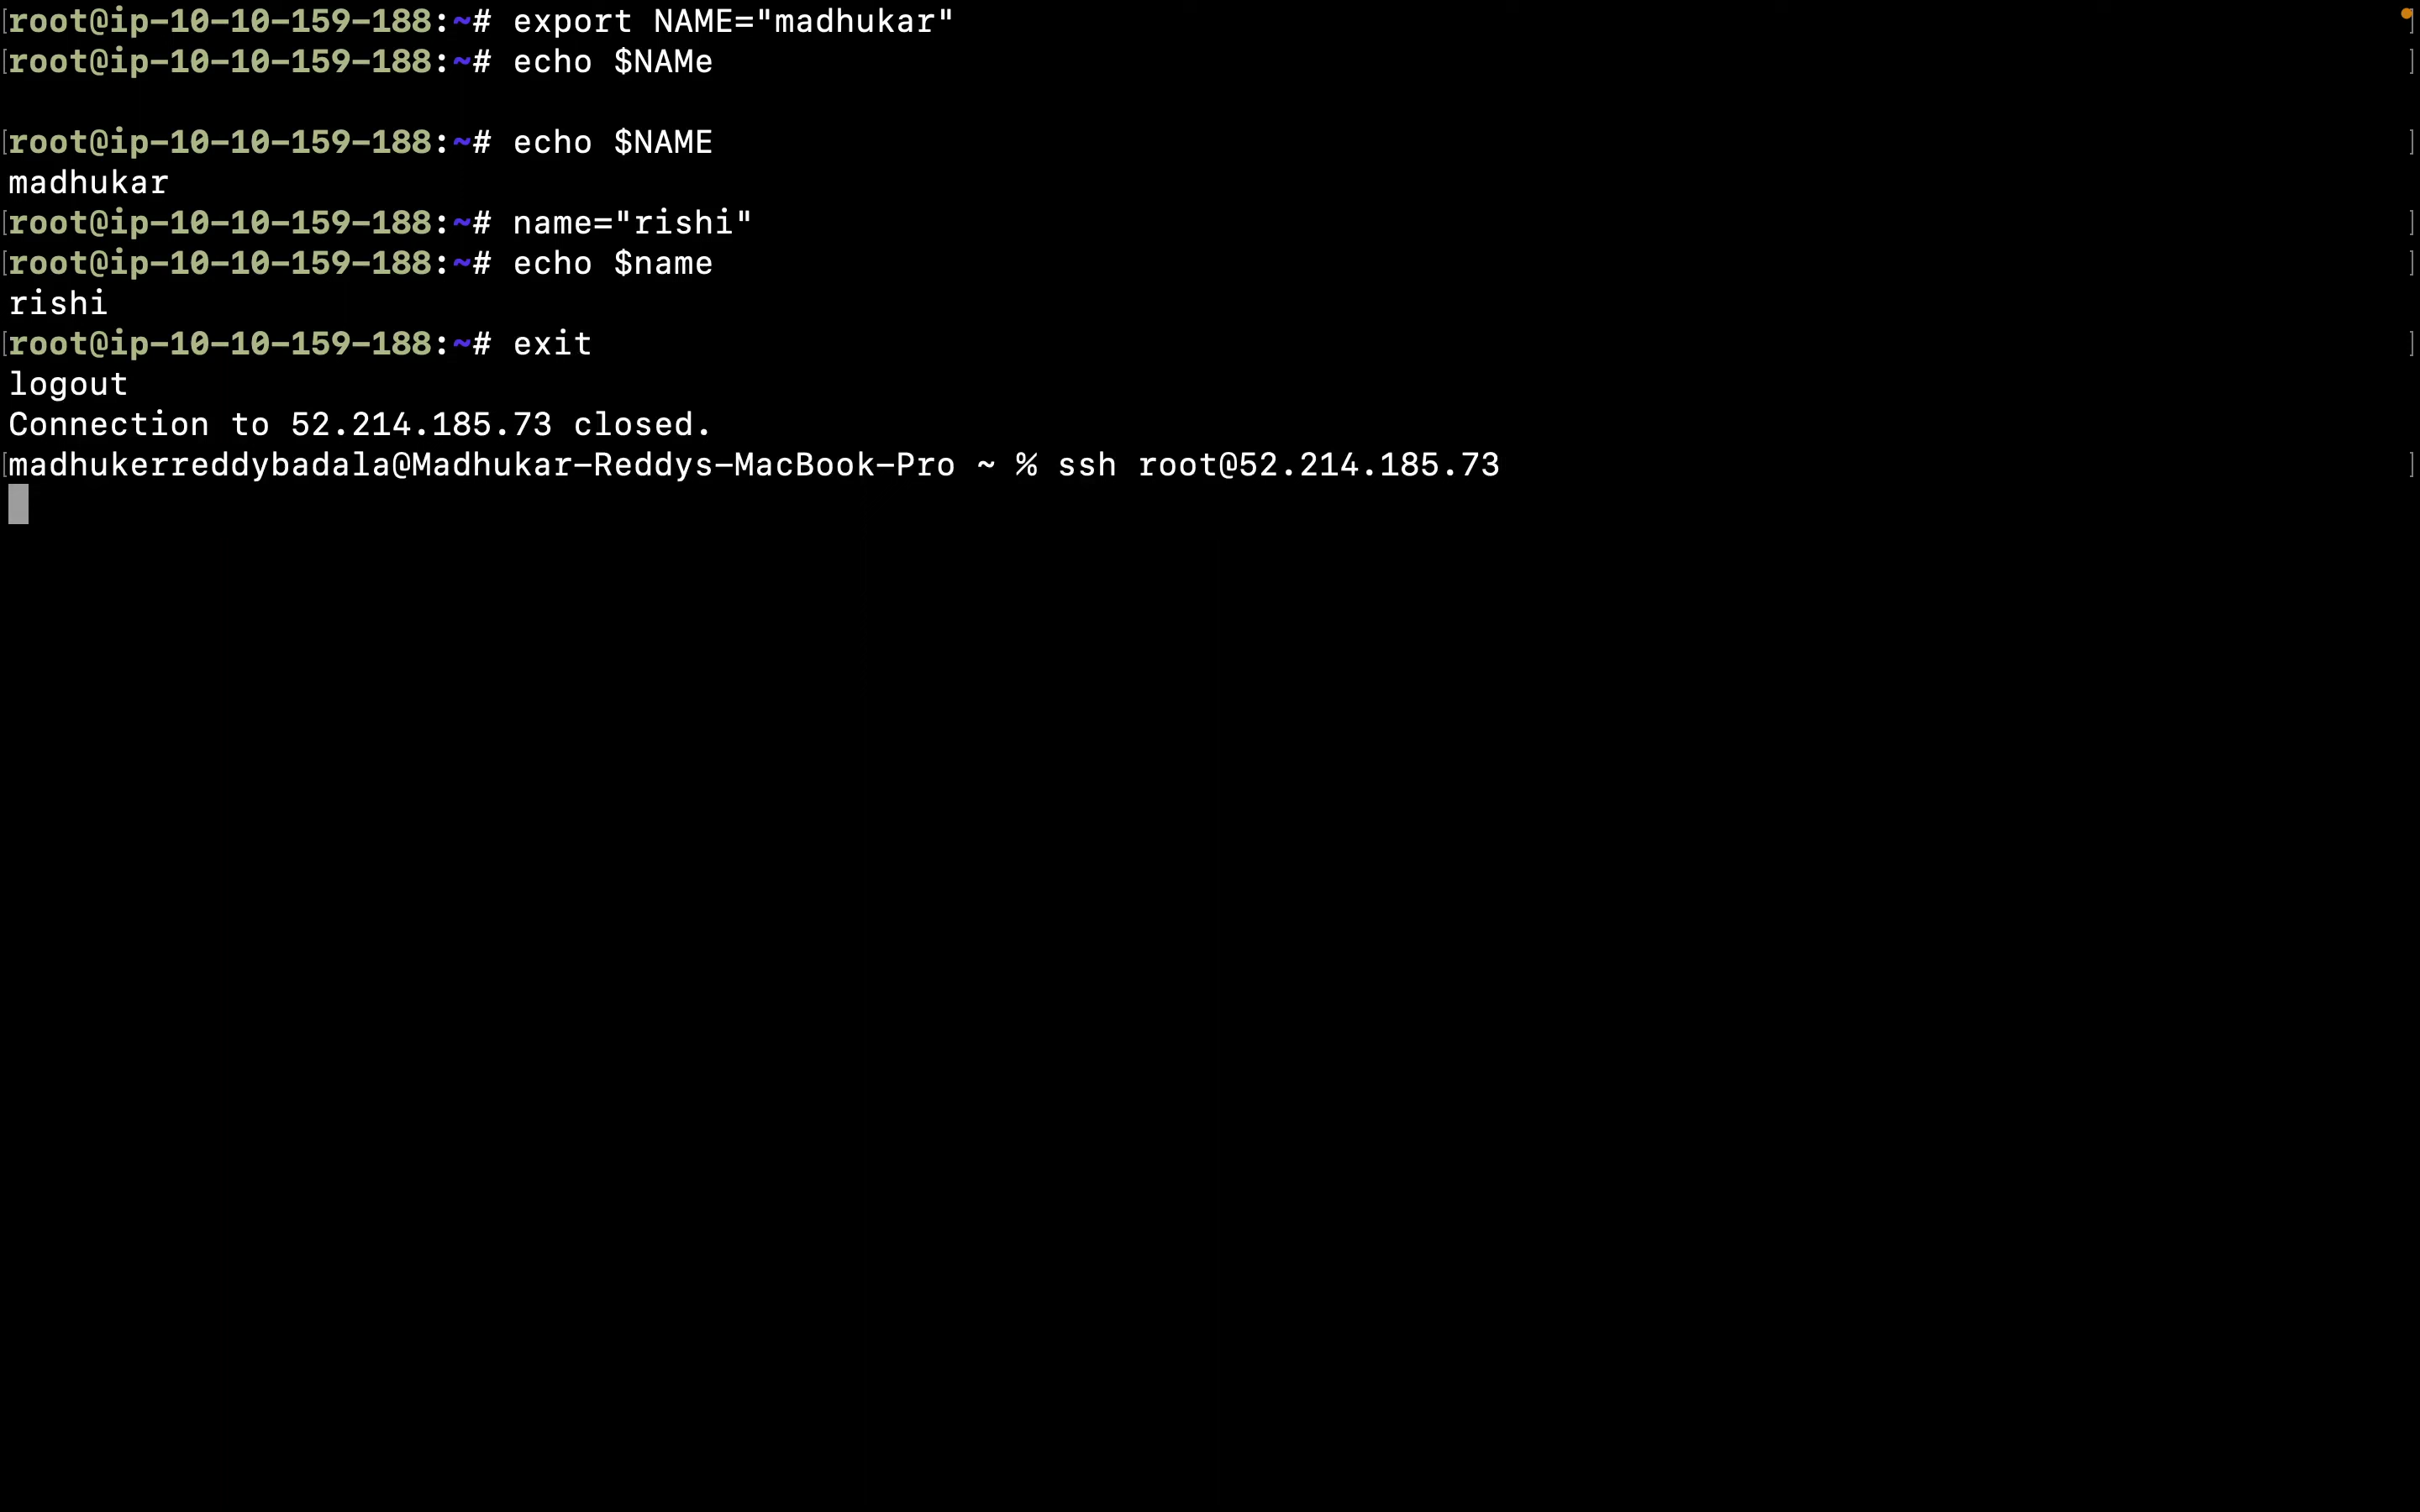 [root@ip-10-10-159-188:~# export NAME="madhukar" ]
[root@ip-10-10-159-188:~# echo $NAMe ]
[root@ip-10-10-159-188:~# echo $NAME ]
madhukar
[root@ip-10-10-159-188:~# name="rishi" ]
[root@ip-10-10-159-188:~# echo $name ]
rishi
[root@ip-10-10-159-188:~# exit ]
logout
Connection to 52.214.185.73 closed.
[madhukerreddybadala@Madhukar-Reddys-MacBook-Pro ~ % ssh root@52.214.185.73 ]